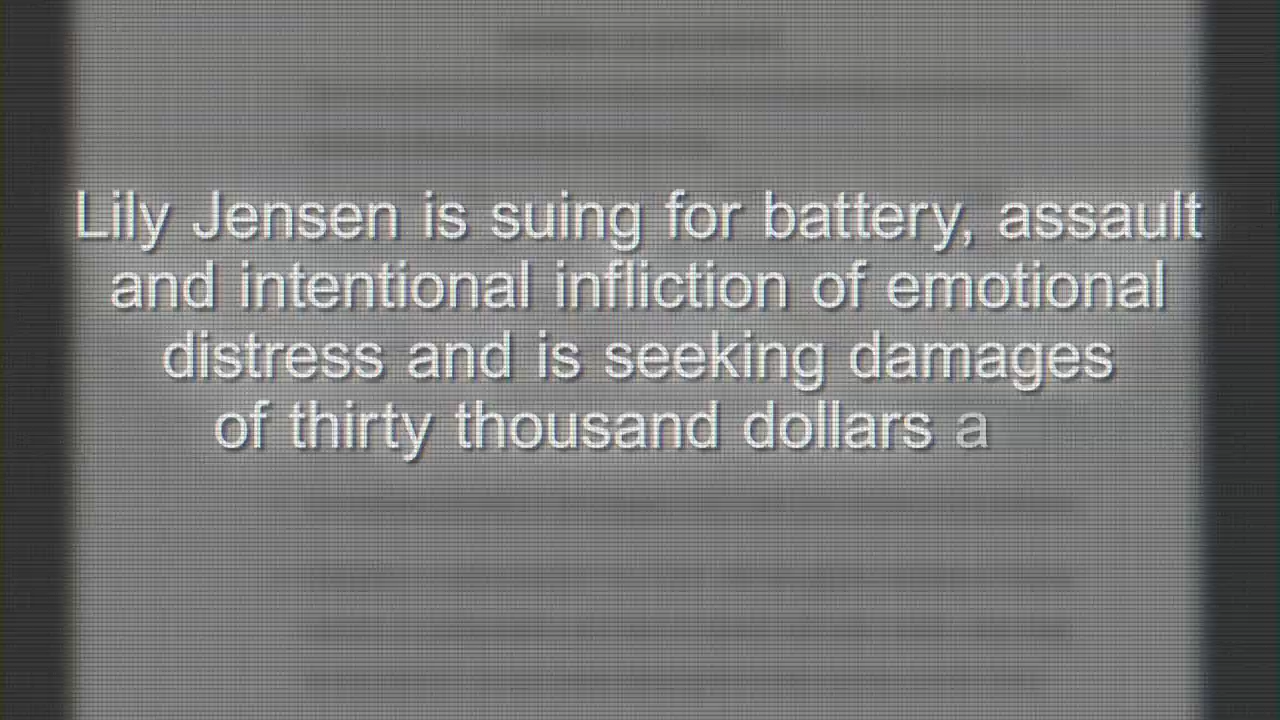 Lily Jensen is suing for battery, assault
and intentional infliction of emotional
distress and is seeking damages
of thirty thousand dollars a